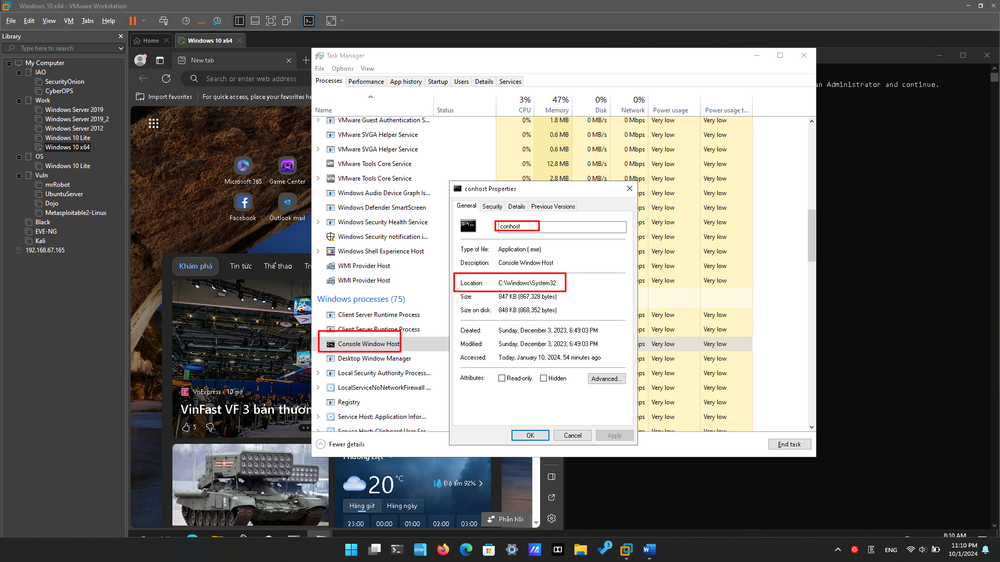 Windows 10 x64 - VMware Workstation
File Edit View VM Tabs Help
Library
Type here to search
My Computer
IAO
SecurityOnion
CyberOPS
Work
Windows Server 2019
Windows Server 2019_2
Windows Server 2012
Windows 10 Lite
Windows 10 x64
OS
Windows 10 Lite
Vuln
mrRobot
UbuntuServer
Dojo
Metasploitable2-Linux
Black
EVE-NG
Kali
192.168.67.165
Home
Windows 10 x64
New tab
Search or enter web address
Import favorites
For quick access, place your favorites he
Microsoft 365
Game Center
Facebook
Outlook mail
Khám phá Tin tức Thể thao Tr
VnExpress · 10 giờ
VinFast VF 3 bản thươn
5
20 °C
Độ ẩm 92%
Hàng giờ Hàng ngày
23:00 00:00 01:00 02:00 03:00
Phản hồi
an Administrator and continue.
Task Manager
File Options View
Processes Performance App history Startup Users Details Services
3% 47% 0% 0%
Name Status CPU Memory Disk Network Power usage Power usage t...
VMware Guest Authentication S... 0% 1.8 MB 0 MB/s 0 Mbps Very low Very low
VMware SVGA Helper Service 0% 0.6 MB 0 MB/s 0 Mbps Very low Very low
VMware SVGA Helper Service 0% 0.6 MB 0 MB/s 0 Mbps Very low Very low
VMware Tools Core Service 0% 12.8 MB 0 MB/s 0 Mbps Very low Very low
VMware Tools Core Service 0% 2.8 MB 0 MB/s 0 Mbps Very low Very low
Windows Audio Device Graph Is... ps Very low Very low
Windows Defender SmartScreen ps Very low Very low
Windows Security Health Service ps Very low Very low
Windows Security notification i... ps Very low Very low
Windows Shell Experience Host ps Very low Very low
WMI Provider Host ps Very low Very low
WMI Provider Host ps Very low Very low
Windows processes (75)
Client Server Runtime Process ps Very low Very low
Client Server Runtime Process ps Very low Very low
Console Window Host ps Very low Very low
Desktop Window Manager ps Very low Very low
Local Security Authority Process... ps Very low Very low
LocalServiceNoNetworkFirewall ... ps Very low Very low
Registry ps Very low Very low
Service Host: Application Infor... ps Very low Very low
Service Host: Clipboard User Ser Very low Very low
Fewer details
End task
conhost Properties
General Security Details Previous Versions
conhost
Type of file: Application (.exe)
Description: Console Window Host
Location: C:\Windows\System32
Size: 847 KB (867,328 bytes)
Size on disk: 848 KB (868,352 bytes)
Created: Sunday, December 3, 2023, 6:49:03 PM
Modified: Sunday, December 3, 2023, 6:49:03 PM
Accessed: Today, January 10, 2024, 54 minutes ago
Attributes: Read-only Hidden Advanced...
OK Cancel Apply
8:10 AM
one
3
ENG
11:10 PM
10/1/2024